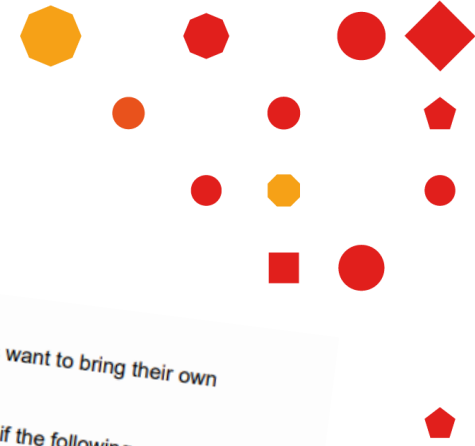 want to bring their own
if the following